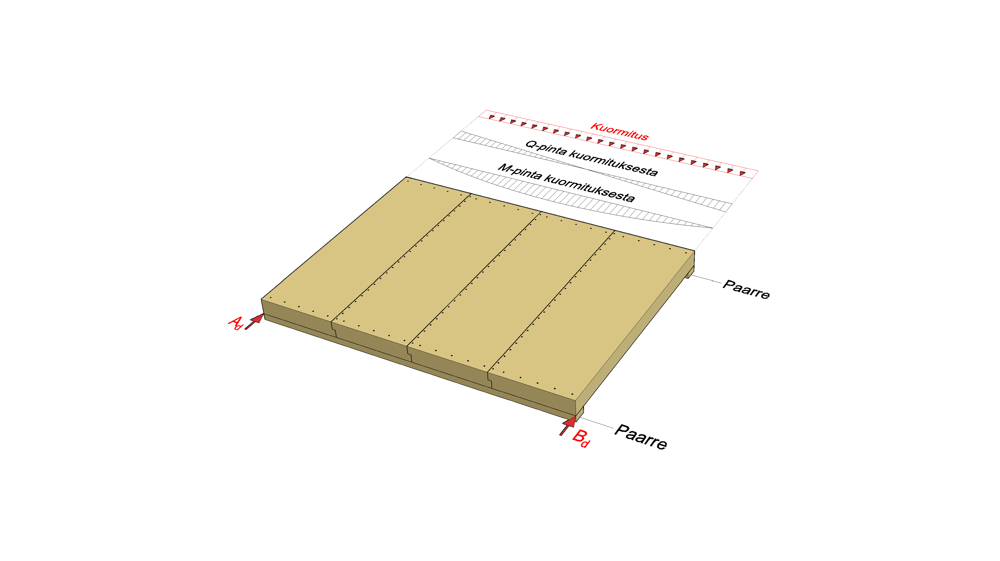 Kuormitus
Q-pinta kuormituksesta
M-pinta kuormituksesta
Paarre
Ad
Bd
Paarre